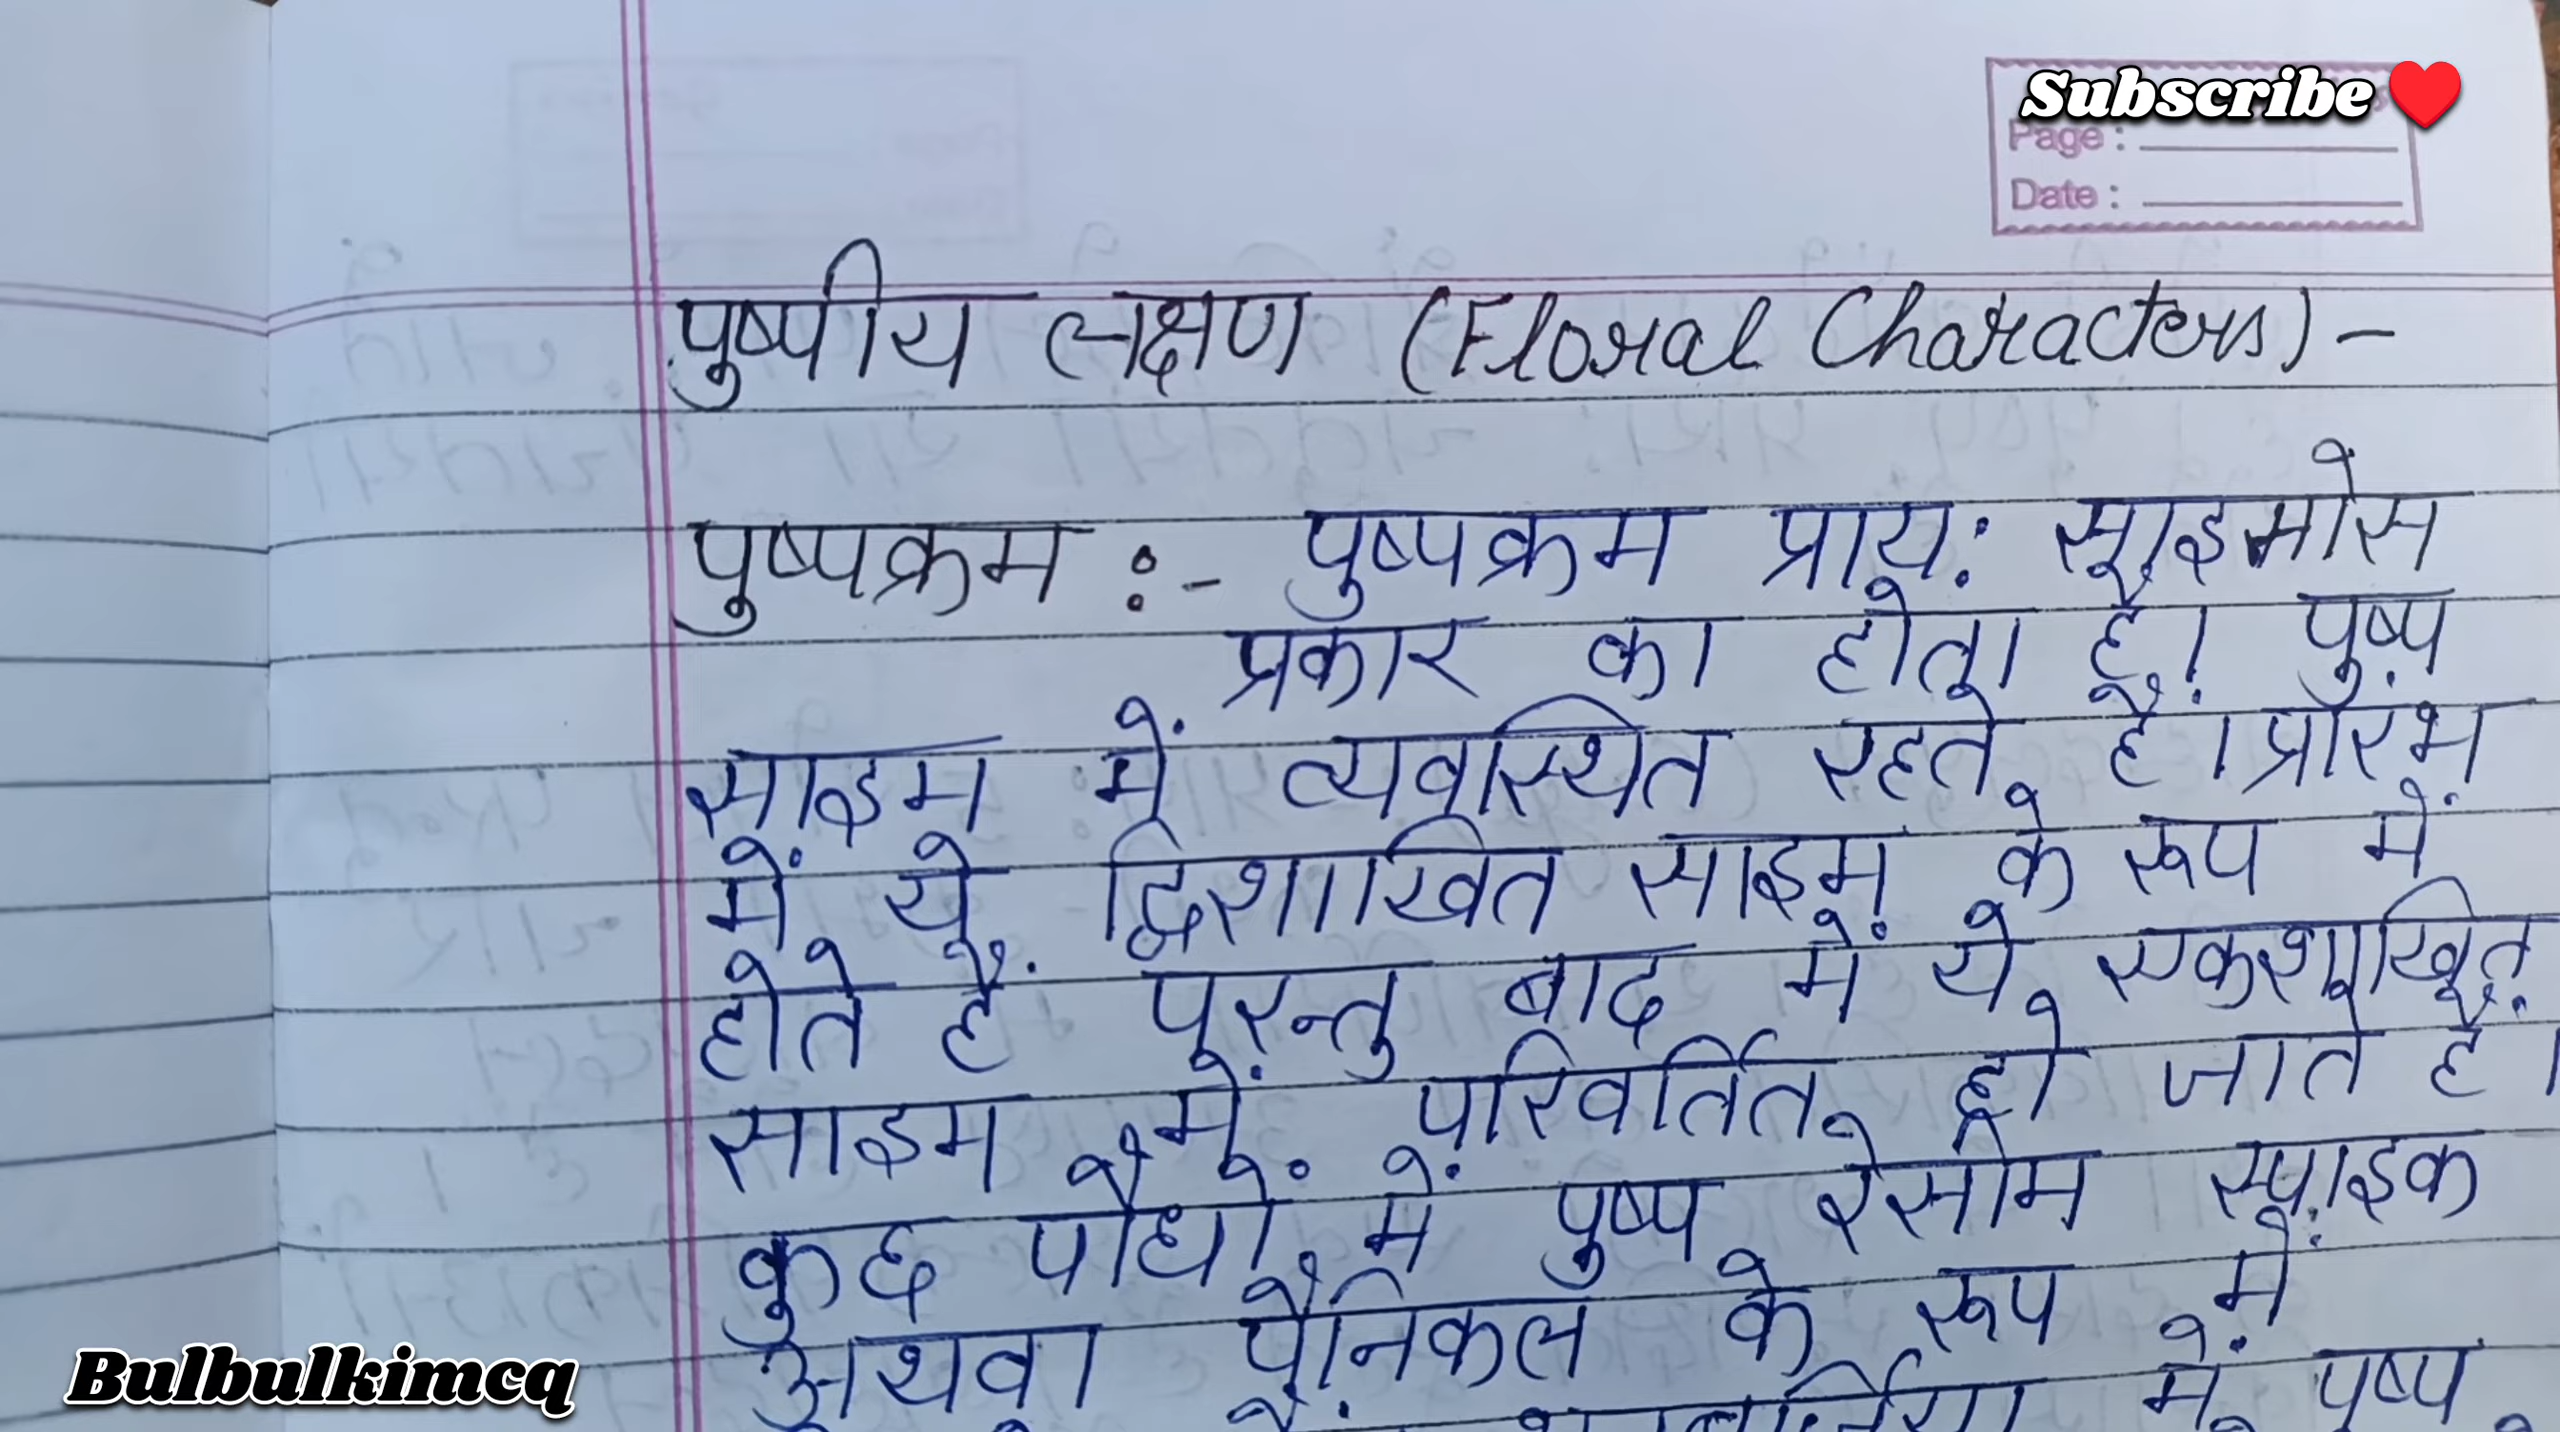 Subscribe
Page :
Date :
पुष्पीय लक्षण (Floral Characters) -
पुष्पक्रम :- पुष्पक्रम प्राय: साइमोस
प्रकार का होता है। पुष्प
साइम में व्यवस्थित रहते हैं। प्रारंभ
में ये द्विशाखित साइम के रूप में
होते हैं परन्तु बाद में ये एकशाखित
साइम में परिवर्तित हो जाते हैं।
कुछ पौधों में पुष्प रेसीम स्पाइक
अथवा पैनिकल के रूप में
में पुष्प
Bulbulkimcq